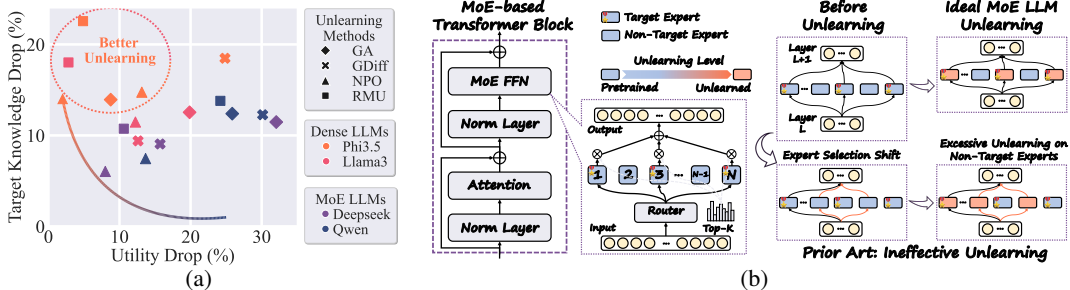 Target Knowledge Drop (%)
20
10
0
0
10
20
30
Utility Drop (%)
Better
Unlearning
Unlearning
Methods
GA
GDiff
NPO
RMU
Dense LLMs
Phi3.5
Llama3
MoE LLMs
Deepseek
Qwen
(a)
MoE-based
Transformer Block
MoE FFN
Norm Layer
Attention
Norm Layer
Target Expert
Non-Target Expert
Unlearning Level
Pretrained
Unlearned
Output
1
2
3
...
N-1
N
Router
Input
Top-K
Before
Unlearning
Layer
L+1
Layer
L
Ideal MoE LLM
Unlearning
Expert Selection Shift
Excessive Unlearning on
Non-Target Experts
Prior Art: Ineffective Unlearning
(b)